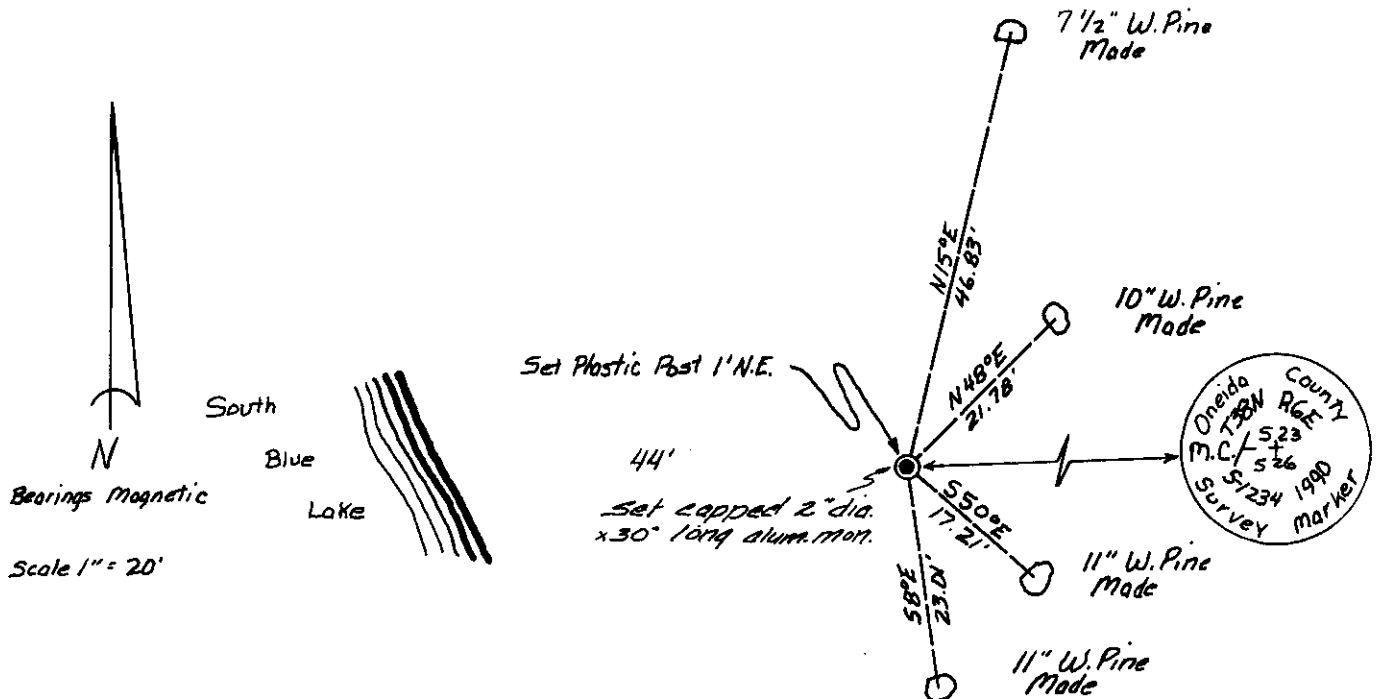 7 1/2" W. Pine
Made
N15°E
46.83'
10" W. Pine
Made
Set Plastic Post 1' N.E.
N48°E
21.78'
South
Blue
Lake
44'
Set capped 2" dia.
x30" long alum. mon.
N
Bearings Magnetic
Scale 1" = 20'
Oneida County
T38N R6E
M.C.
S23
S26
S-1234 1990
Survey Marker
S50°E
17.21'
11" W. Pine
Made
S8°E
23.01'
11" W. Pine
Made